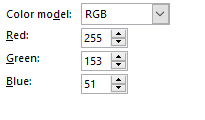 Color model: RGB
Red: 255
Green: 153
Blue: 51